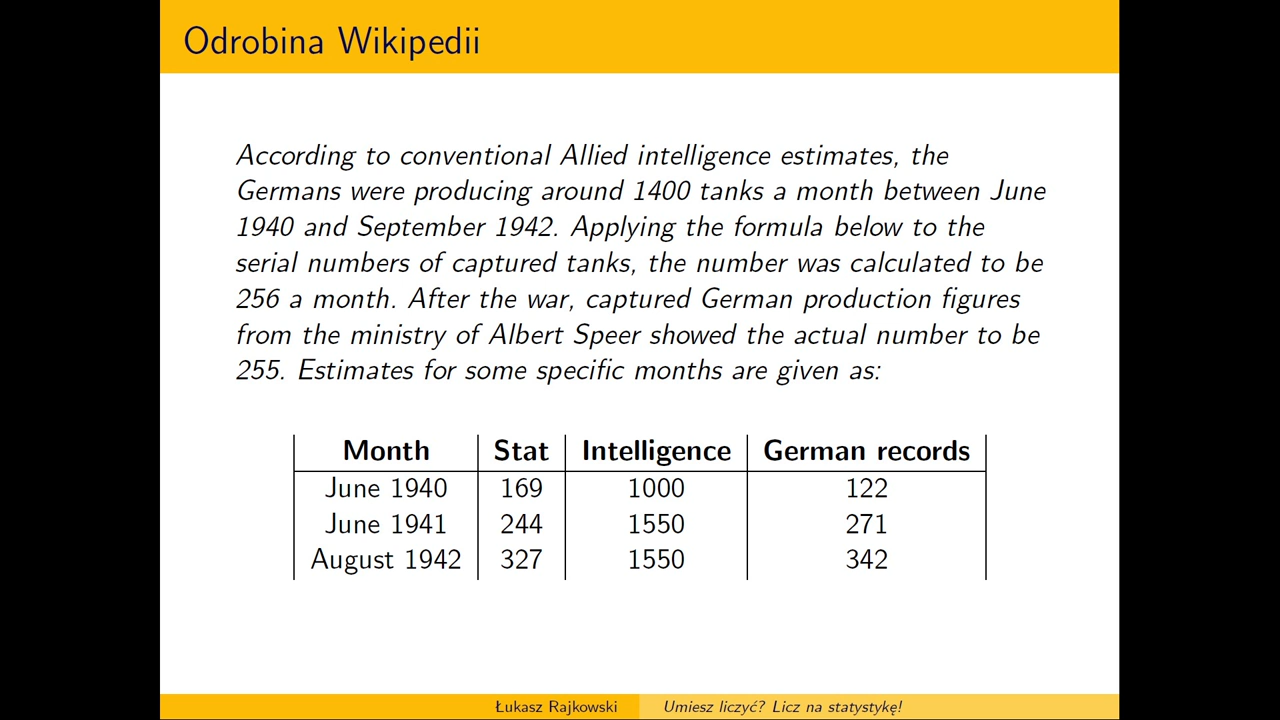 Odrobina Wikipedii
According to conventional Allied intelligence estimates, the
Germans were producing around 1400 tanks a month between June
1940 and September 1942. Applying the formula below to the
serial numbers of captured tanks, the number was calculated to be
256 a month. After the war, captured German production figures
from the ministry of Albert Speer showed the actual number to be
255. Estimates for some specific months are given as:
Month Stat Intelligence German records
June 1940 169 1000 122
June 1941 244 1550 271
August 1942 327 1550 342
Łukasz Rajkowski Umiesz liczyć? Licz na statystykę!